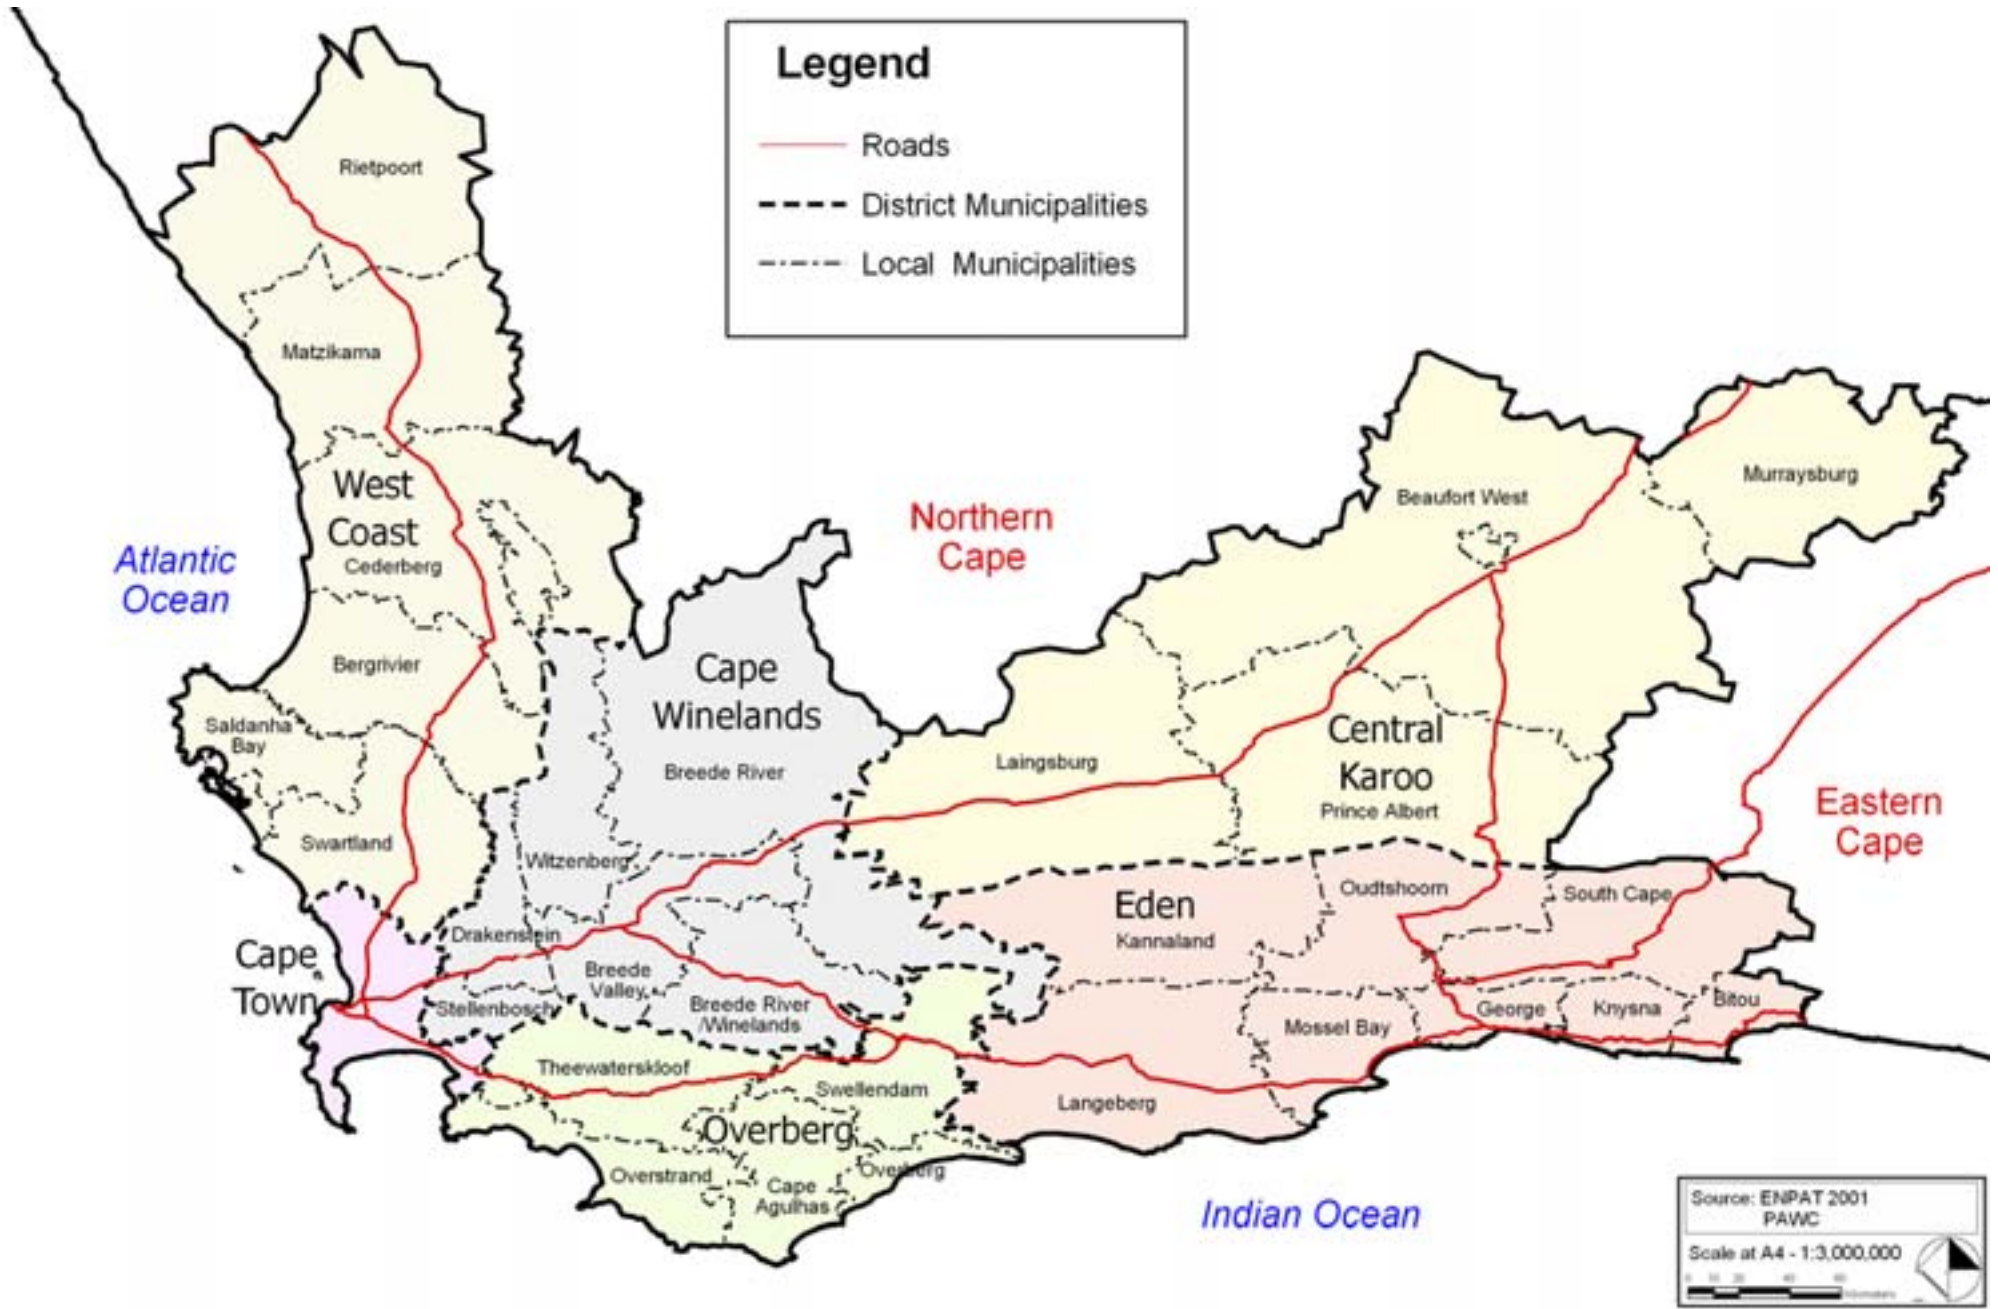 Legend
Roads
District Municipalities
Local Municipalities
Rietpoort
Matzikama
West
Coast
Cederberg
Atlantic
Ocean
Bergrivier
Saldanha
Bay
Swartland
Northern
Cape
Beaufort West
Murraysburg
Cape
Winelands
Breede River
Laingsburg
Central
Karoo
Prince Albert
Eastern
Cape
Witzenberg
Eden
Kannaland
Oudtshoorn
South Cape
Cape
Town
Drakenstein
Breede
Valley
Stellenbosch
Breede River
/Winelands
George
Knysna
Bitou
Mossel Bay
Theewaterskloof
Swellendam
Langeberg
Overberg
Overstrand
Cape
Agulhas
Overberg
Indian Ocean
Source: ENPAT 2001
PAWC
Scale at A4 - 1:3,000,000